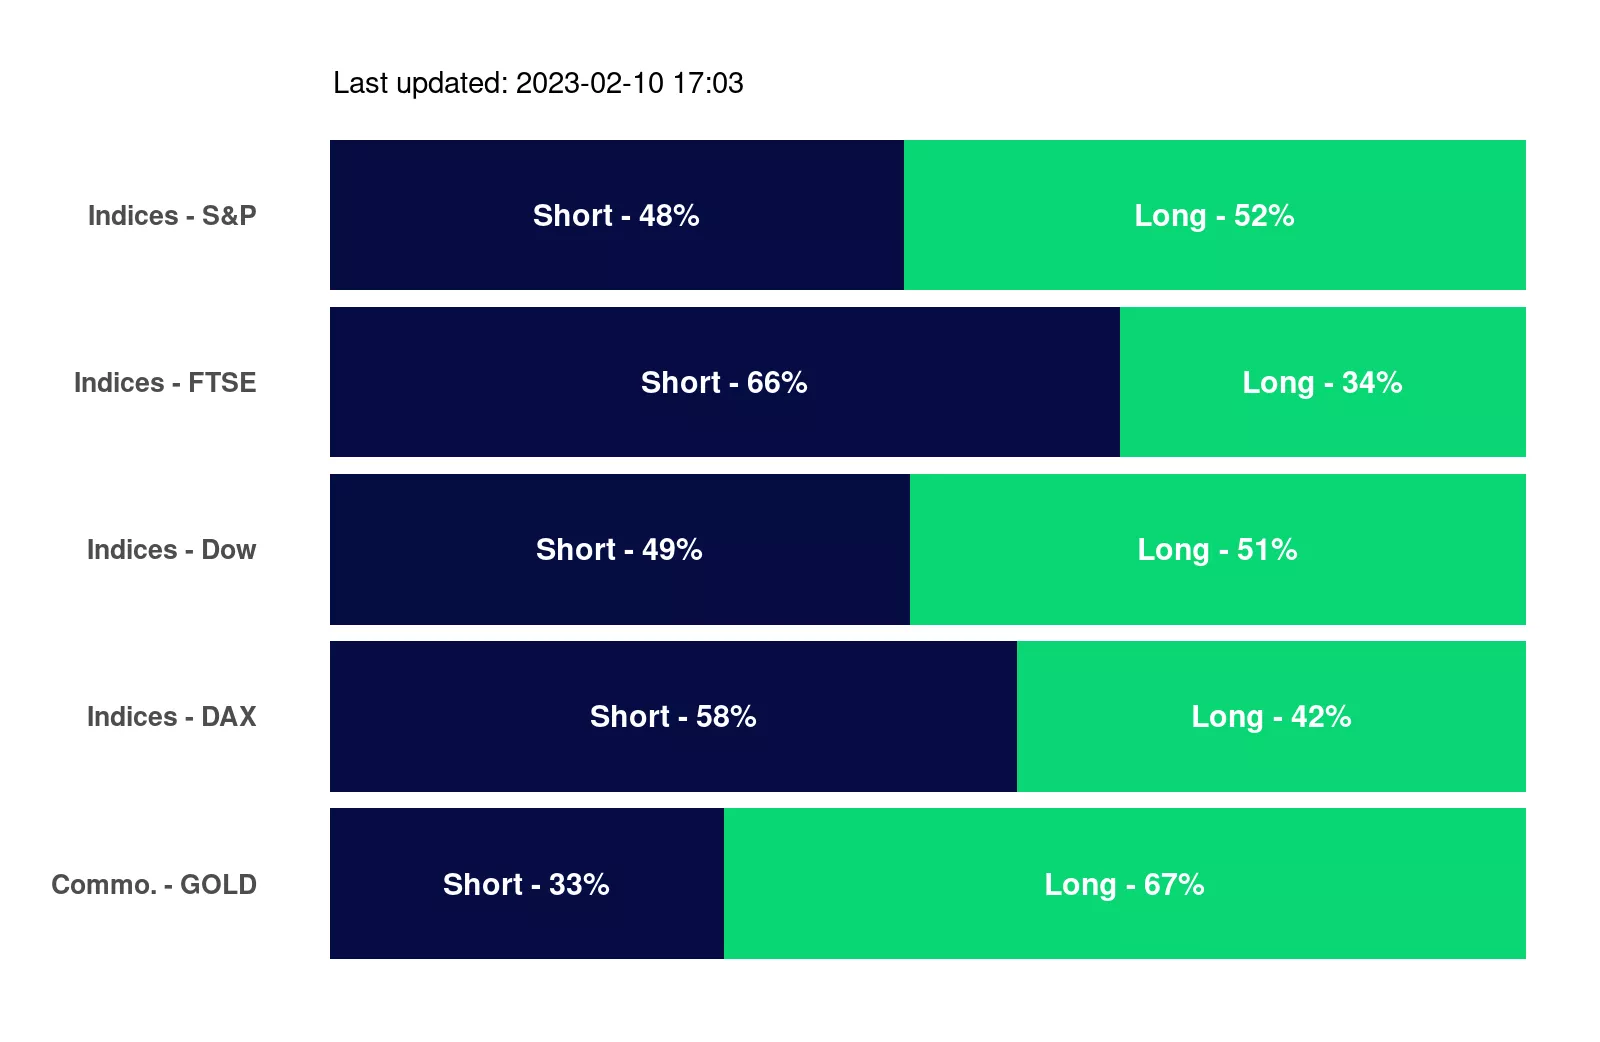 Last updated: 2023-02-10 17:03
Indices - S&P Short - 48% Long - 52%
Indices - FTSE Short - 66% Long - 34%
Indices - Dow Short - 49% Long - 51%
Indices - DAX Short - 58% Long - 42%
Commo. - GOLD Short - 33% Long - 67%